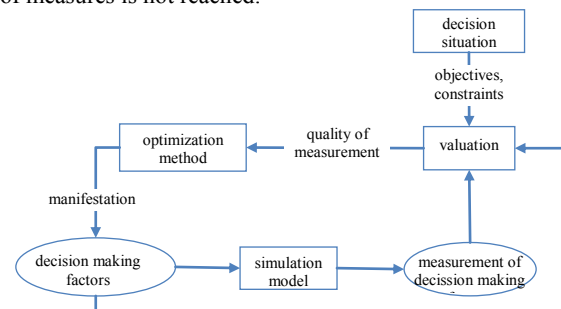 of measures is not reached.
decision
situation
objectives,
constraints
optimization
method
quality of
measurement
valuation
manifestation
decision making
factors
simulation
model
measurement of
decission making